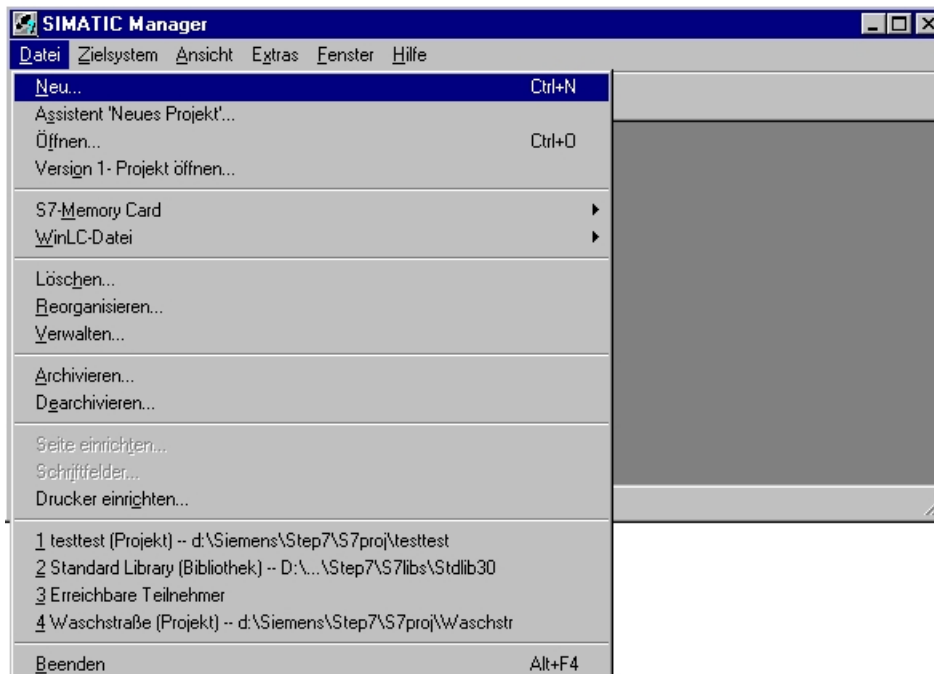 SIMATIC Manager
Datei Zielsystem Ansicht Extras Fenster Hilfe
Neu... Ctrl+N
Assistent 'Neues Projekt'...
Öffnen... Ctrl+O
Version 1- Projekt öffnen...
S7-Memory Card
WinLC-Datei
Löschen...
Reorganisieren...
Verwalten...
Archivieren...
Dearchivieren...
Seite einrichten...
Schriftfelder...
Drucker einrichten...
1 testtest (Projekt) -- d:\Siemens\Step7\S7proj\testtest
2 Standard Library (Bibliothek) -- D:\...\Step7\S7libs\Stdlib30
3 Erreichbare Teilnehmer
4 Waschstraße (Projekt) -- d:\Siemens\Step7\S7proj\Waschstr
Beenden Alt+F4